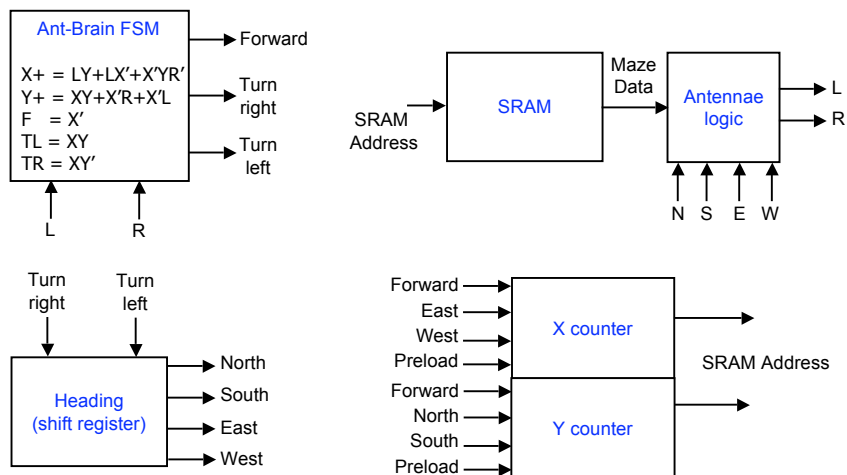 Ant-Brain FSM
X+ = LY+LX′+X′YR′
Y+ = XY+X′R+X′L
F = X′
TL = XY
TR = XY′
Forward
Turn
right
Turn
left
L
R
SRAM
Address
SRAM
Maze
Data
Antennae
logic
L
R
N S E W
Turn
right
Turn
left
Heading
(shift register)
North
South
East
West
Forward
East
West
Preload
X counter
Forward
North
South
Preload
Y counter
SRAM Address